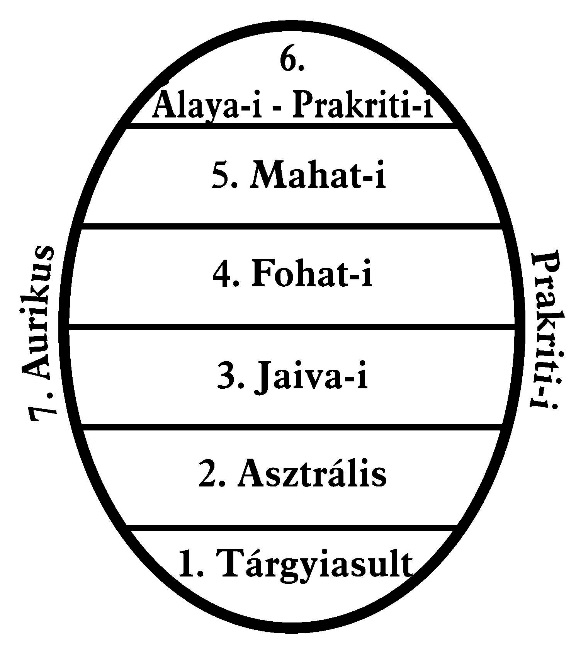 6.
Alaya-i - Prakriti-i
5. Mahat-i
4. Fohat-i
3. Jaiva-i
2. Asztrális
1. Tárgyiasult
7. Aurikus
Prakriti-i